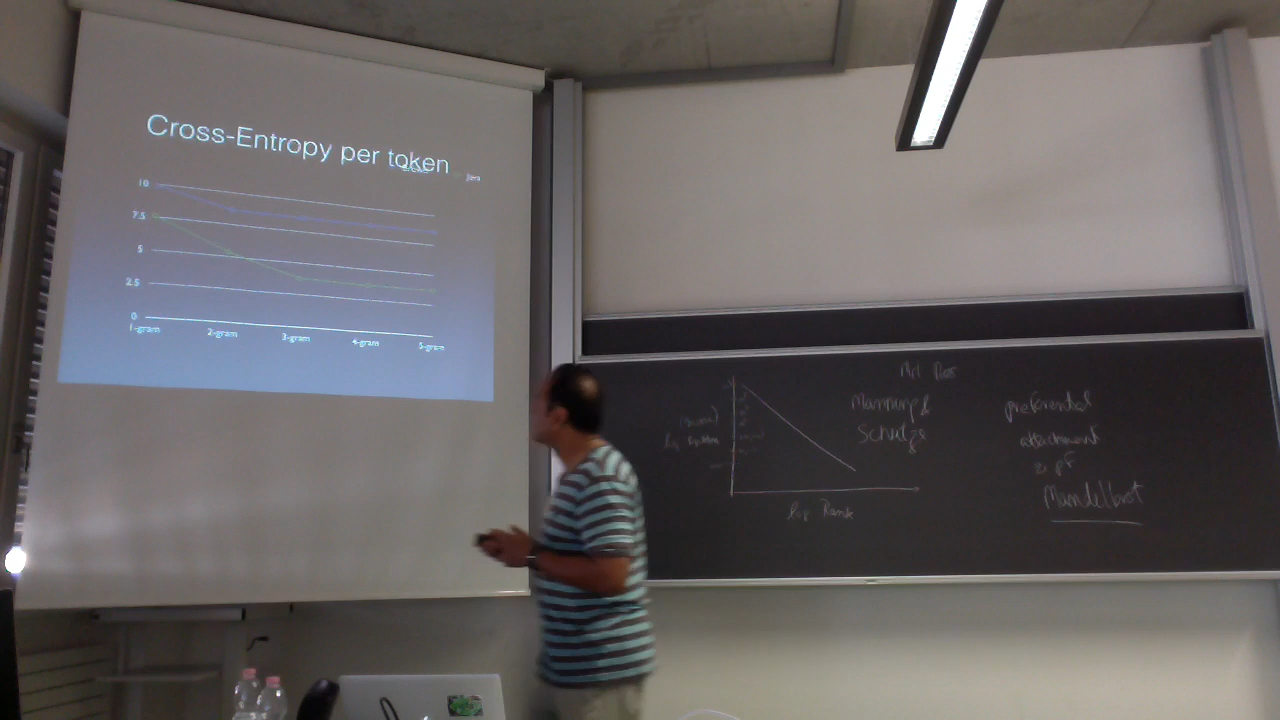 Cross-Entropy per token
Java
10
7.5
5
2.5
0
1-gram
2-gram
3-gram
4-gram
5-gram
Manning &
Schutze
log Rank
preferential
attachment
Mandelbrot